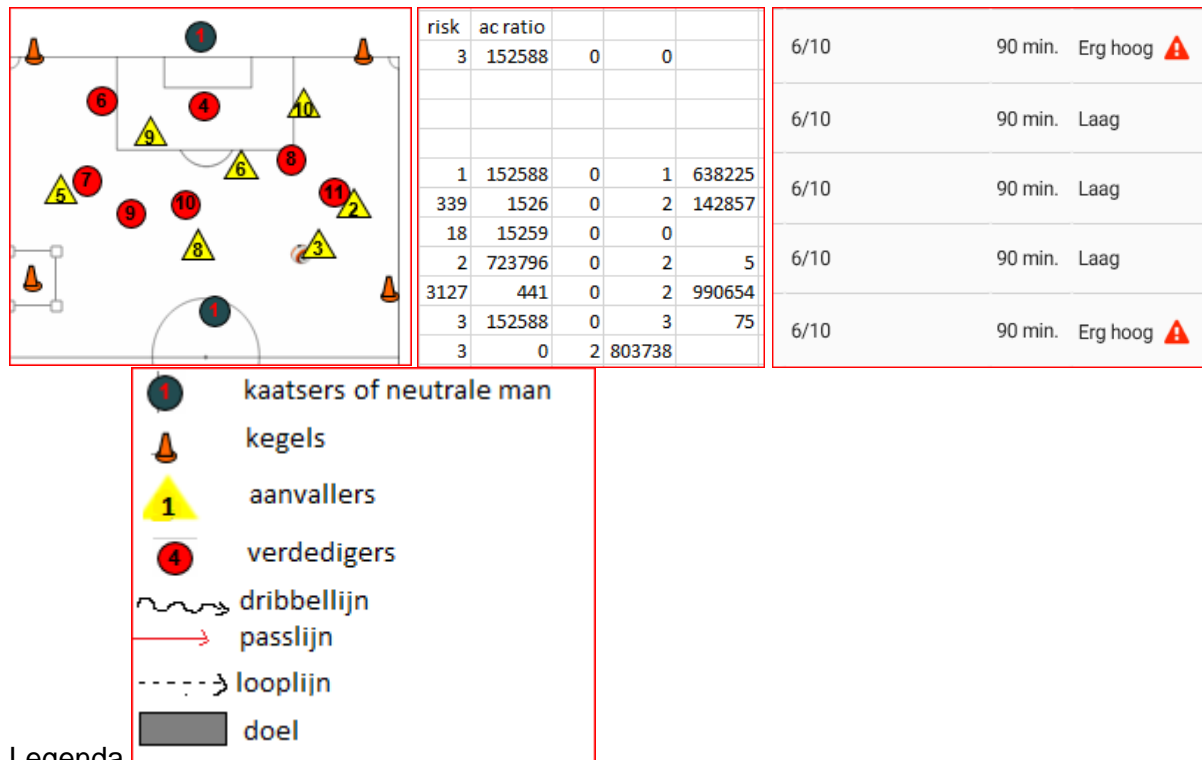 1
6
4
10
9
8
6
7
5
11
2
9
10
8
3
1
risk ac ratio
3 152588 0 0
1 152588 0 1 638225
339 1526 0 2 142857
18 15259 0 0
2 723796 0 2 5
3127 441 0 2 990654
3 152588 0 3 75
3 0 2 803738
6/10 90 min. Erg hoog
6/10 90 min. Laag
6/10 90 min. Laag
6/10 90 min. Laag
6/10 90 min. Erg hoog
1 kaatsers of neutrale man
kegels
1 aanvallers
4 verdedigers
dribbellijn
passlijn
looplijn
doel
Legenda